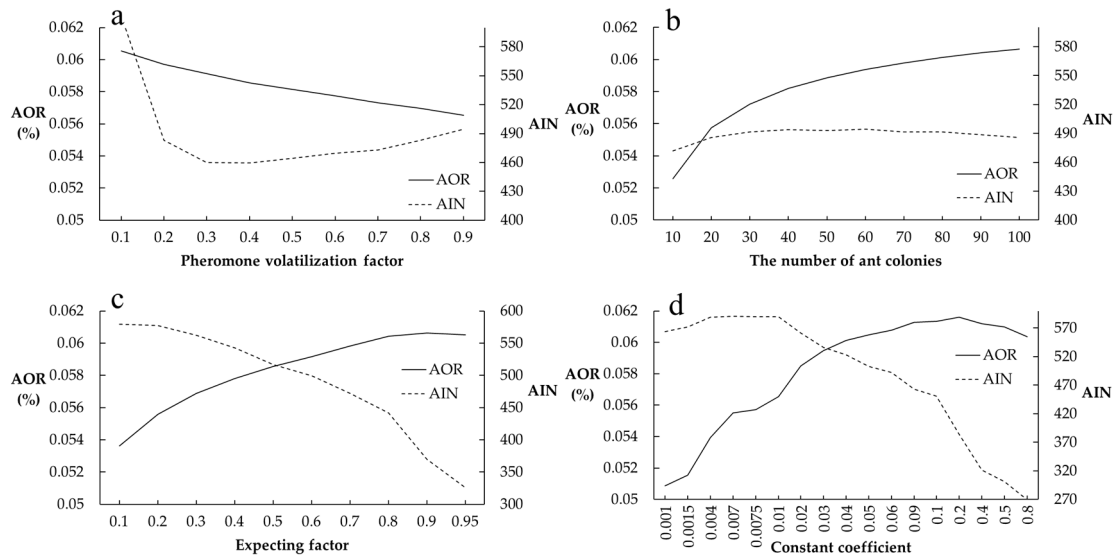 a
0.062
0.06
0.058
0.056
0.054
0.052
0.05
AOR
(%)
580
550
520
490
460
430
400
AIN
AOR
AIN
0.1 0.2 0.3 0.4 0.5 0.6 0.7 0.8 0.9
Pheromone volatilization factor
b
0.062
0.06
0.058
0.056
0.054
0.052
0.05
AOR
(%)
580
550
520
490
460
430
400
AIN
AOR
AIN
10 20 30 40 50 60 70 80 90 100
The number of ant colonies
c
0.062
0.06
0.058
0.056
0.054
0.052
0.05
AOR
(%)
600
550
500
450
400
350
300
AIN
AOR
AIN
0.1 0.2 0.3 0.4 0.5 0.6 0.7 0.8 0.9 0.95
Expecting factor
d
0.062
0.06
0.058
0.056
0.054
0.052
0.05
AOR
(%)
570
520
470
420
370
320
270
AIN
AOR
AIN
0.001 0.0015 0.004 0.007 0.0075 0.01 0.02 0.03 0.04 0.05 0.06 0.09 0.1 0.2 0.4 0.5 0.8
Constant coefficient